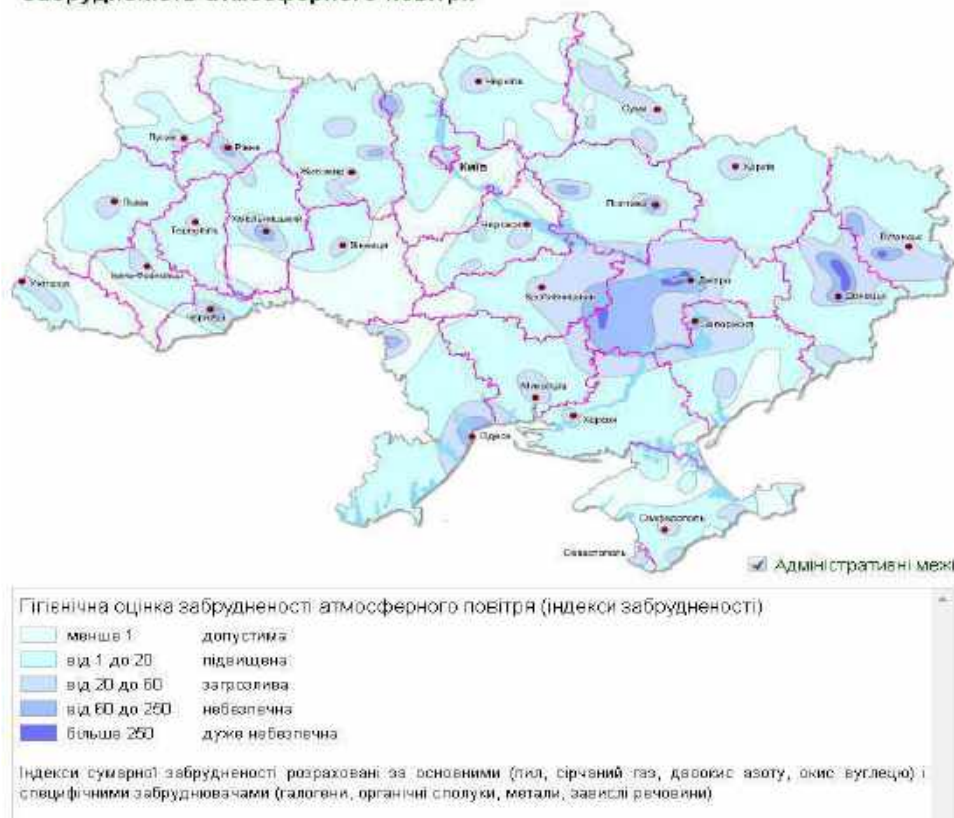 Чернігів
Суми
Луцьк
Рівне
Київ
Житомир
Харків
Львів
Полтава
Тернопіль
Хмельницький
Черкаси
Вінниця
Луганськ
Ужгород
Івано-Франківськ
Дніпро
Донецьк
Чернівці
Запоріжжя
Миколаїв
Херсон
Одеса
Сімферополь
Севастополь
Адміністративні межі
Гігієнічна оцінка забрудненості атмосферного повітря (індекси забрудненості)
менше 1 допустима
від 1 до 20 підвищена
від 20 до 60 загрозлива
від 60 до 250 небезпечна
більше 250 дуже небезпечна
Індекси сумарної забрудненості розраховані за основними (пил, сірчаний газ, двоокис азоту, окис вуглецю) і
специфічними забруднювачами (галогени, органічні сполуки, метали, завислі речовини)